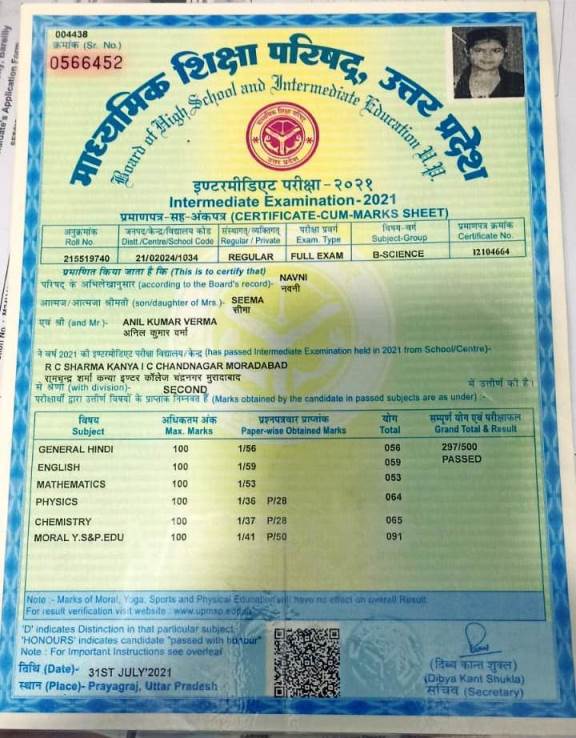 004438
क्रमांक (Sr. No.)
0566452
माध्यमिक शिक्षा परिषद्, उत्तर प्रदेश
Board of High School and Intermediate Education U.P.
माध्यमिक शिक्षा परिषद्
उत्तर प्रदेश
इण्टरमीडिएट परीक्षा - २०२१
Intermediate Examination-2021
प्रमाणपत्र-सह-अंकपत्र (CERTIFICATE-CUM-MARKS SHEET)
अनुक्रमांक जनपद/केन्द्र/विद्यालय कोड संस्थागत/व्यक्तिगत परीक्षा प्रवर्ग विषय-वर्ग प्रमाणपत्र क्रमांक
Roll No. Distt./Centre/School Code Regular / Private Exam. Type Subject-Group Certificate No.
215519740 21/02024/1034 REGULAR FULL EXAM B-SCIENCE I2104664
प्रमाणित किया जाता है कि (This is to certify that)
NAVNI
परिषद् के अभिलेखानुसार (according to the Board's record)- नवनी
आत्मज/आत्मजा श्रीमती (son/daughter of Mrs.)- SEEMA
सीमा
एवं श्री (and Mr.)- ANIL KUMAR VERMA
अनिल कुमार वर्मा
ने वर्ष 2021 की इण्टरमीडिएट परीक्षा विद्यालय/केन्द्र (has passed Intermediate Examination held in 2021 from School/Centre)-
R C SHARMA KANYA I C CHANDNAGAR MORADABAD
रामचन्द्र शर्मा कन्या इण्टर कॉलेज चंद्रनगर मुरादाबाद
से श्रेणी (with division)- SECOND में उत्तीर्ण की है।
परीक्षार्थी द्वारा उत्तीर्ण विषयों के प्राप्तांक निम्नवत हैं (Marks obtained by the candidate in passed subjects are as under):-
विषय अधिकतम अंक प्रश्नपत्रवार प्राप्तांक योग सम्पूर्ण योग एवं परीक्षाफल
Subject Max. Marks Paper-wise Obtained Marks Total Grand Total & Result
GENERAL HINDI 100 1/56 056 297/500
ENGLISH 100 1/59 059 PASSED
MATHEMATICS 100 1/53 053
PHYSICS 100 1/36 P/28 064
CHEMISTRY 100 1/37 P/28 065
MORAL Y.S&P.EDU 100 1/41 P/50 091
Note :- Marks of Moral, Yoga, Sports and Physical Education will have no effect on overall Result.
For result verification visit website : www.upmsp.edu.in
'D' indicates Distinction in that particular subject
'HONOURS' indicates candidate "passed with honour"
Note : For Important Instructions see overleaf
तिथि (Date)- 31ST JULY'2021
स्थान (Place)- Prayagraj, Uttar Pradesh
(दिब्य कान्त शुक्ल)
(Dibya Kant Shukla)
सचिव (Secretary)